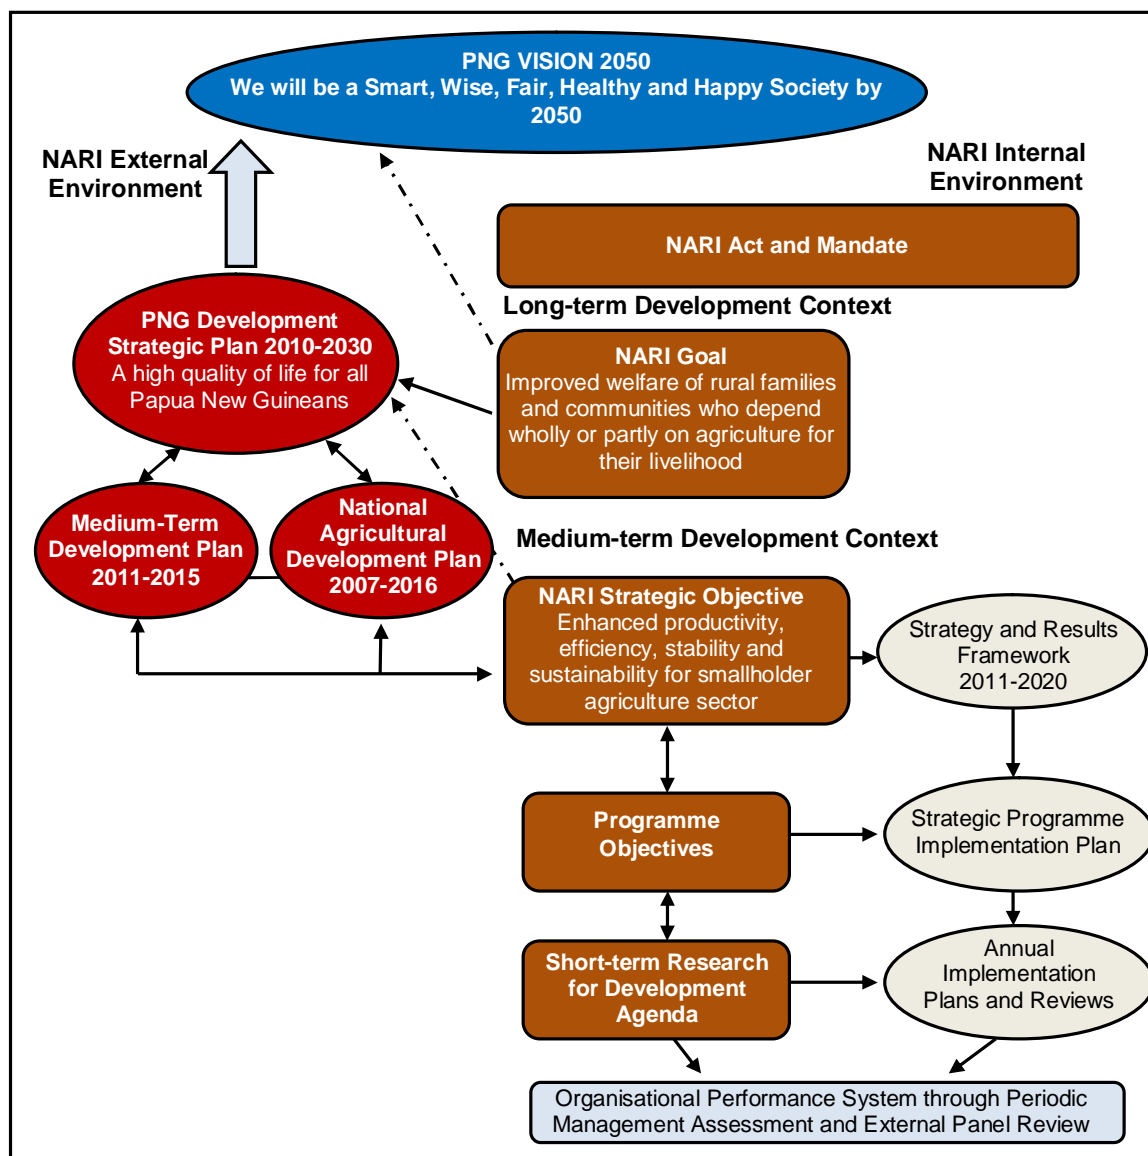 PNG VISION 2050
We will be a Smart, Wise, Fair, Healthy and Happy Society by
2050
NARI External
Environment
NARI Internal
Environment
NARI Act and Mandate
Long-term Development Context
PNG Development
Strategic Plan 2010-2030
A high quality of life for all
Papua New Guineans
NARI Goal
Improved welfare of rural families
and communities who depend
wholly or partly on agriculture for
their livelihood
Medium-Term
Development Plan
2011-2015
National
Agricultural
Development Plan
2007-2016
Medium-term Development Context
NARI Strategic Objective
Enhanced productivity,
efficiency, stability and
sustainability for smallholder
agriculture sector
Strategy and Results
Framework
2011-2020
Programme
Objectives
Strategic Programme
Implementation Plan
Short-term Research
for Development
Agenda
Annual
Implementation
Plans and Reviews
Organisational Performance System through Periodic
Management Assessment and External Panel Review